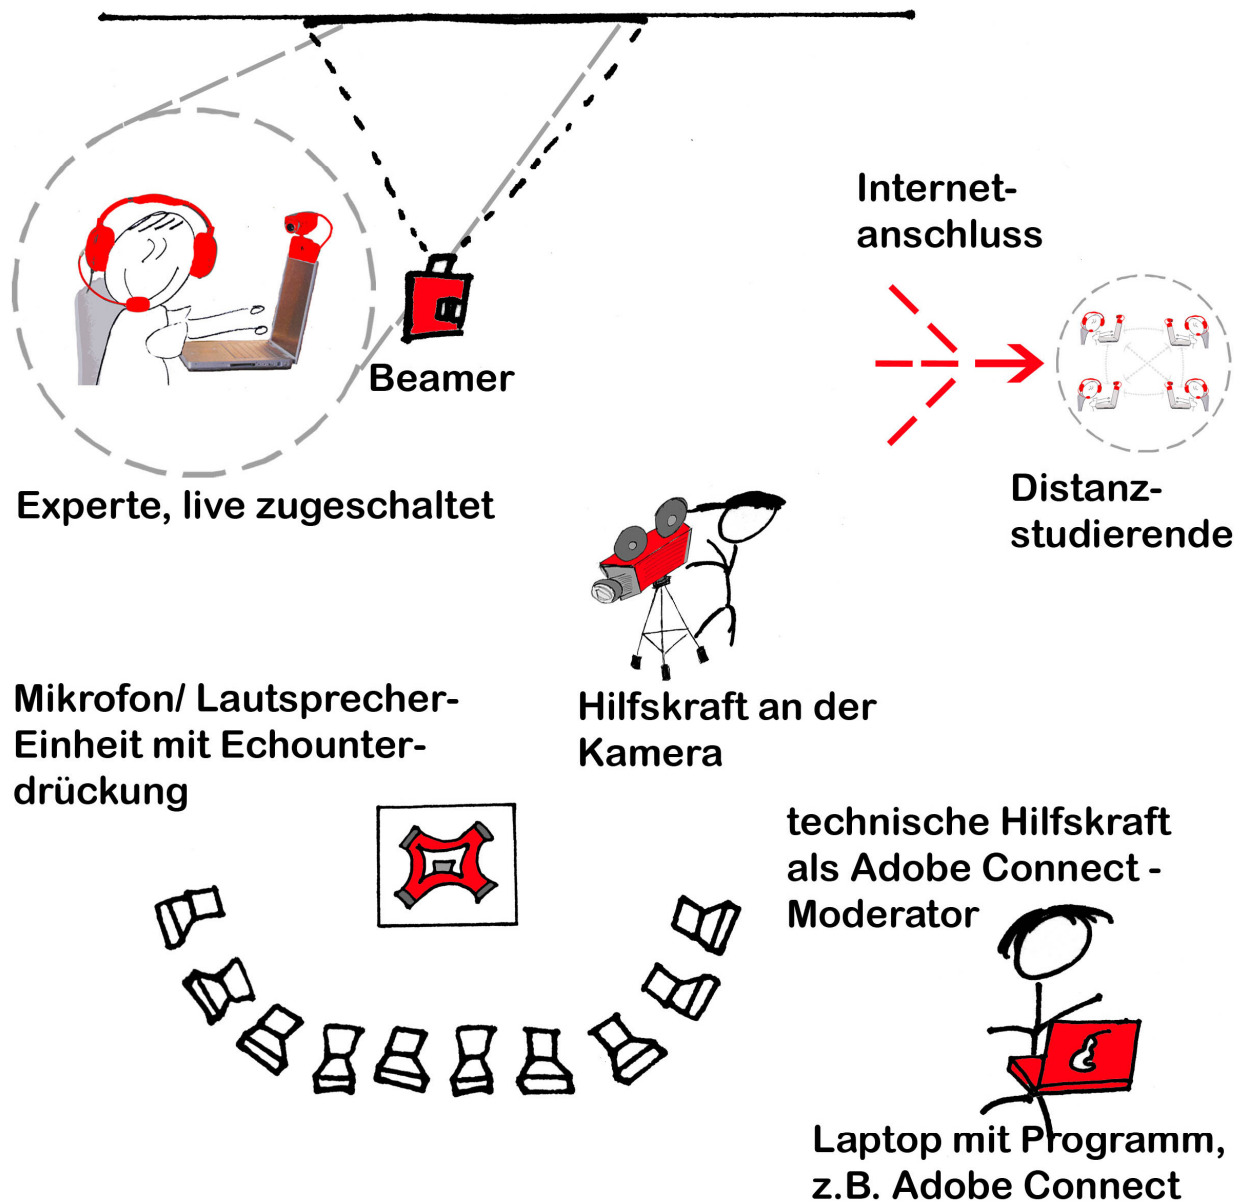 Internet-
anschluss
Beamer
Experte, live zugeschaltet
Distanz-
studierende
Mikrofon/ Lautsprecher-
Einheit mit Echounter-
drückung
Hilfskraft an der
Kamera
technische Hilfskraft
als Adobe Connect -
Moderator
Laptop mit Programm,
z.B. Adobe Connect